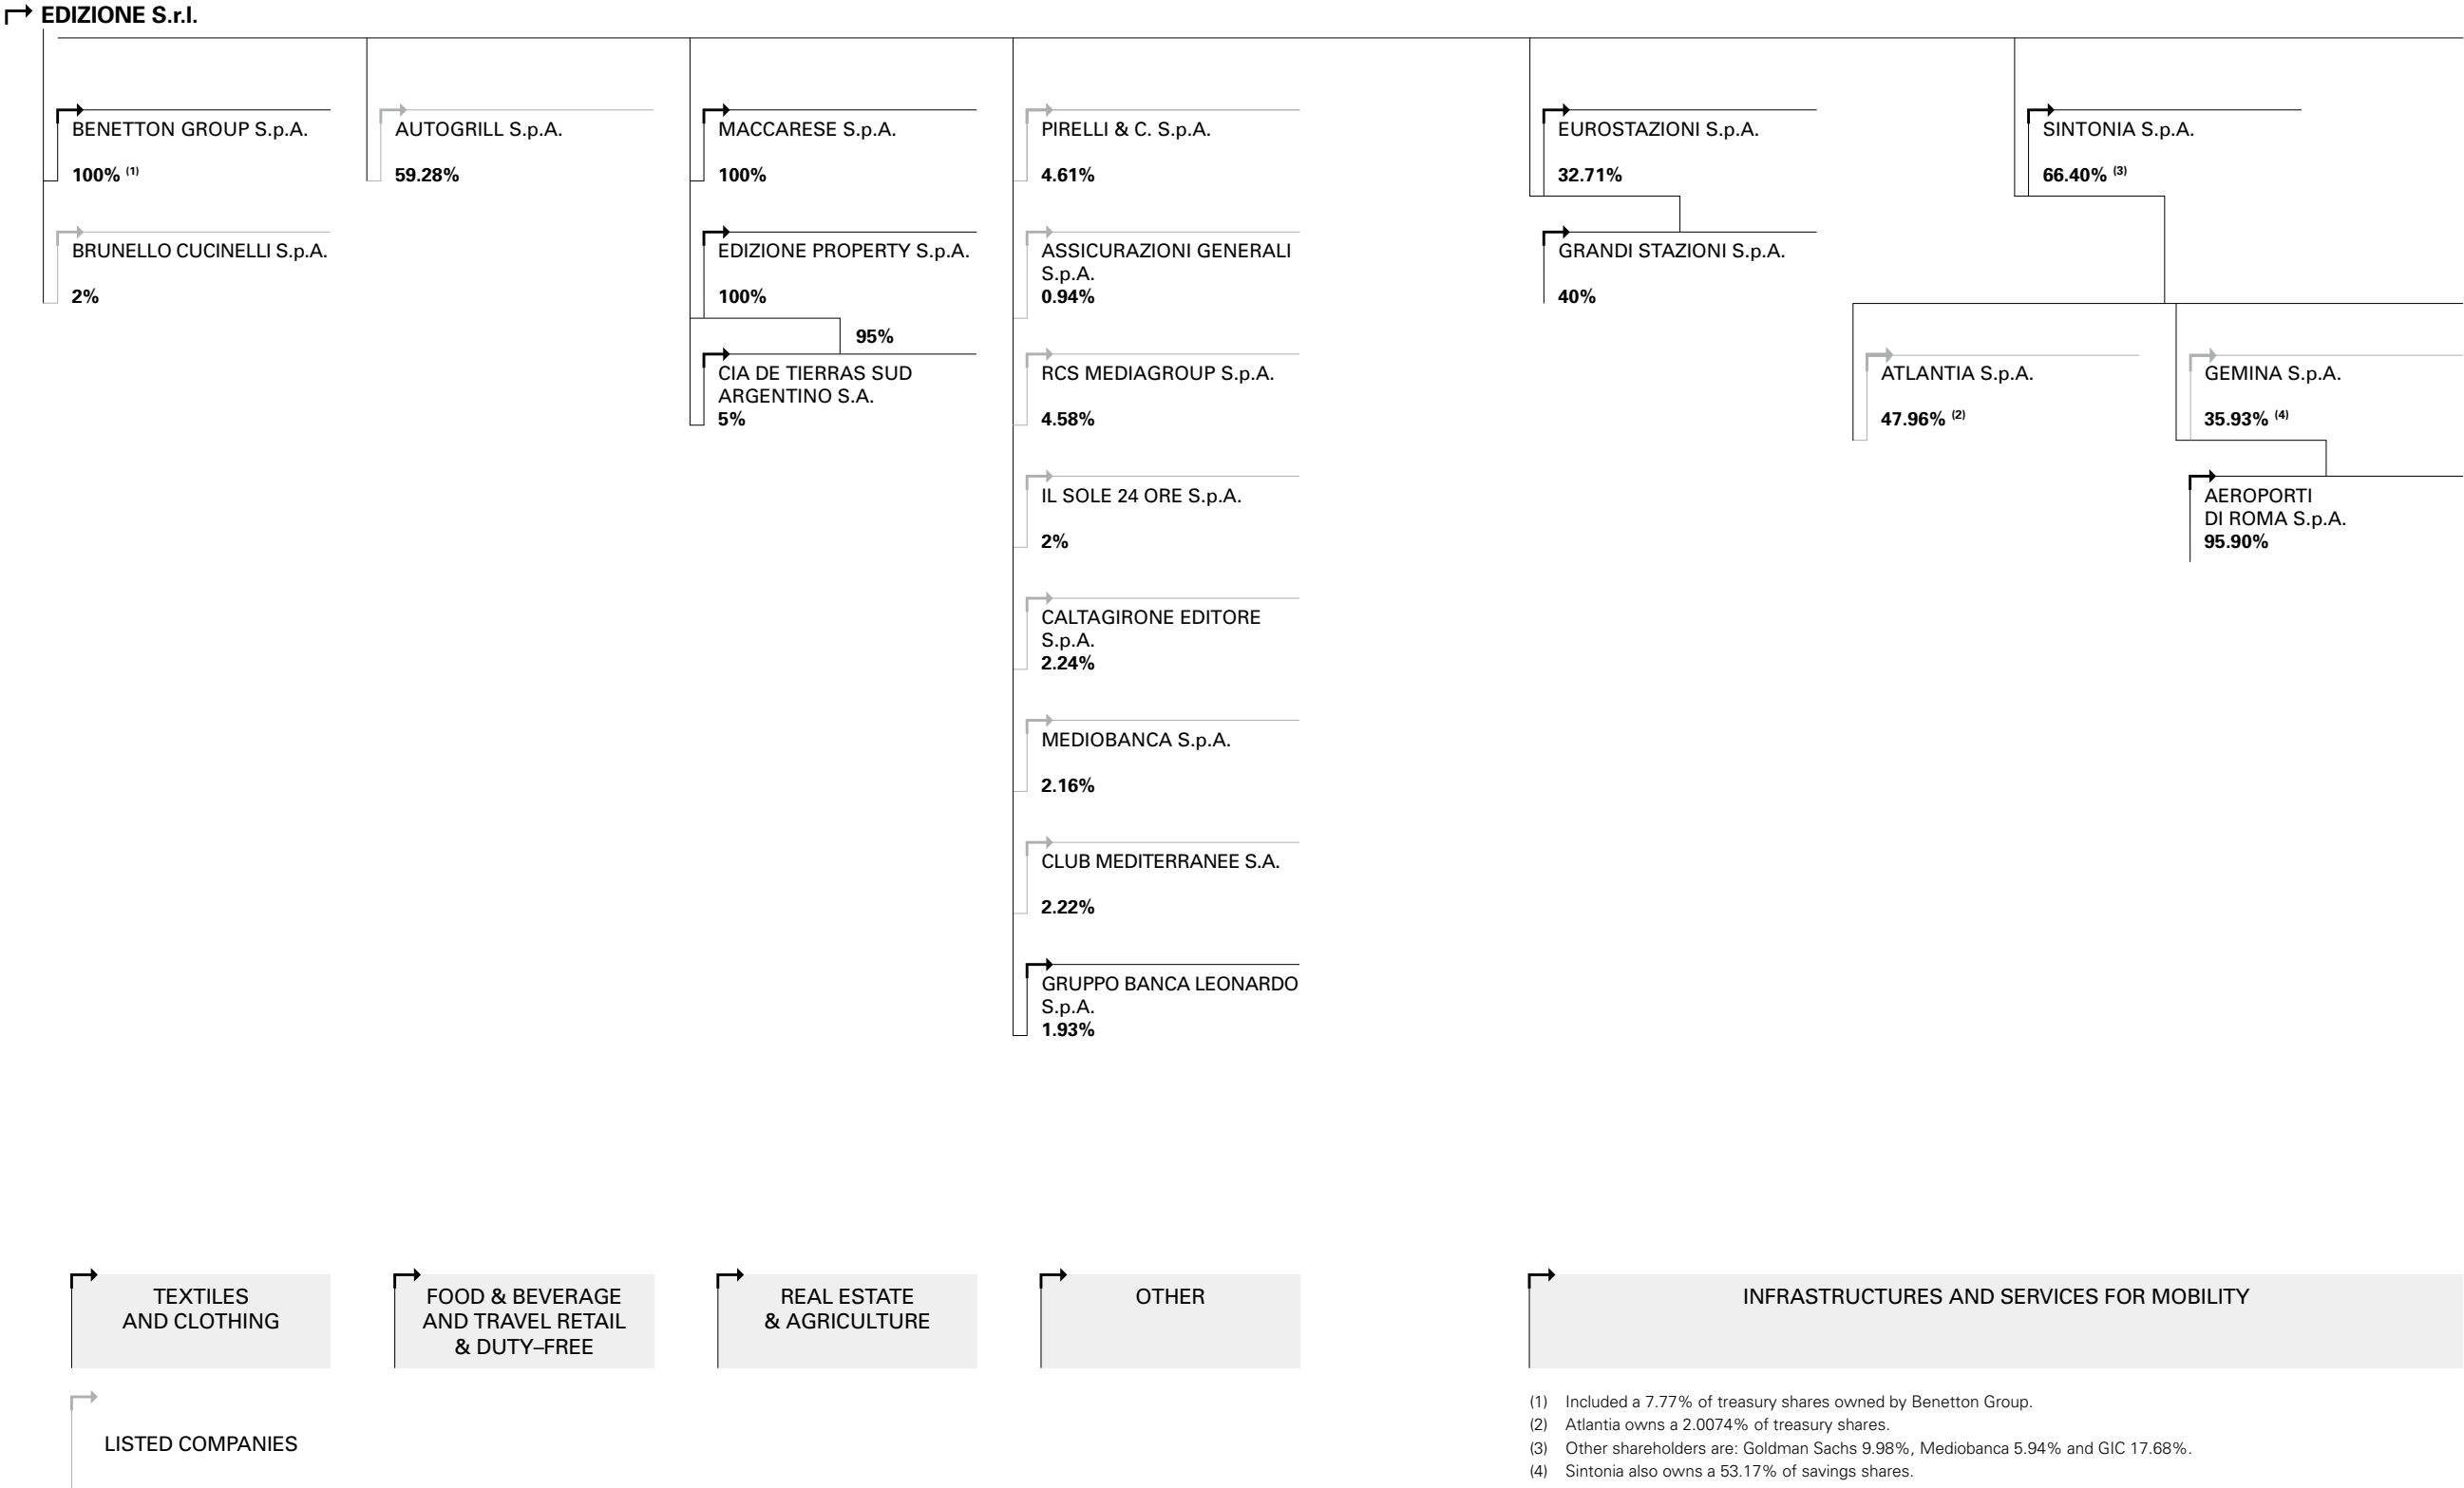 EDIZIONE S.r.l.
BENETTON GROUP S.p.A.
100% (1)
BRUNELLO CUCINELLI S.p.A.
2%
AUTOGRILL S.p.A.
59.28%
MACCARESE S.p.A.
100%
EDIZIONE PROPERTY S.p.A.
100%
95%
CIA DE TIERRAS SUD
ARGENTINO S.A.
5%
PIRELLI & C. S.p.A.
4.61%
ASSICURAZIONI GENERALI
S.p.A.
0.94%
RCS MEDIAGROUP S.p.A.
4.58%
IL SOLE 24 ORE S.p.A.
2%
CALTAGIRONE EDITORE
S.p.A.
2.24%
MEDIOBANCA S.p.A.
2.16%
CLUB MEDITERRANEE S.A.
2.22%
GRUPPO BANCA LEONARDO
S.p.A.
1.93%
EUROSTAZIONI S.p.A.
32.71%
GRANDI STAZIONI S.p.A.
40%
SINTONIA S.p.A.
66.40% (3)
ATLANTIA S.p.A.
47.96% (2)
GEMINA S.p.A.
35.93% (4)
AEROPORTI
DI ROMA S.p.A.
95.90%
TEXTILES
AND CLOTHING
FOOD & BEVERAGE
AND TRAVEL RETAIL
& DUTY–FREE
REAL ESTATE
& AGRICULTURE
OTHER
INFRASTRUCTURES AND SERVICES FOR MOBILITY
LISTED COMPANIES
(1) Included a 7.77% of treasury shares owned by Benetton Group.
(2) Atlantia owns a 2.0074% of treasury shares.
(3) Other shareholders are: Goldman Sachs 9.98%, Mediobanca 5.94% and GIC 17.68%.
(4) Sintonia also owns a 53.17% of savings shares.